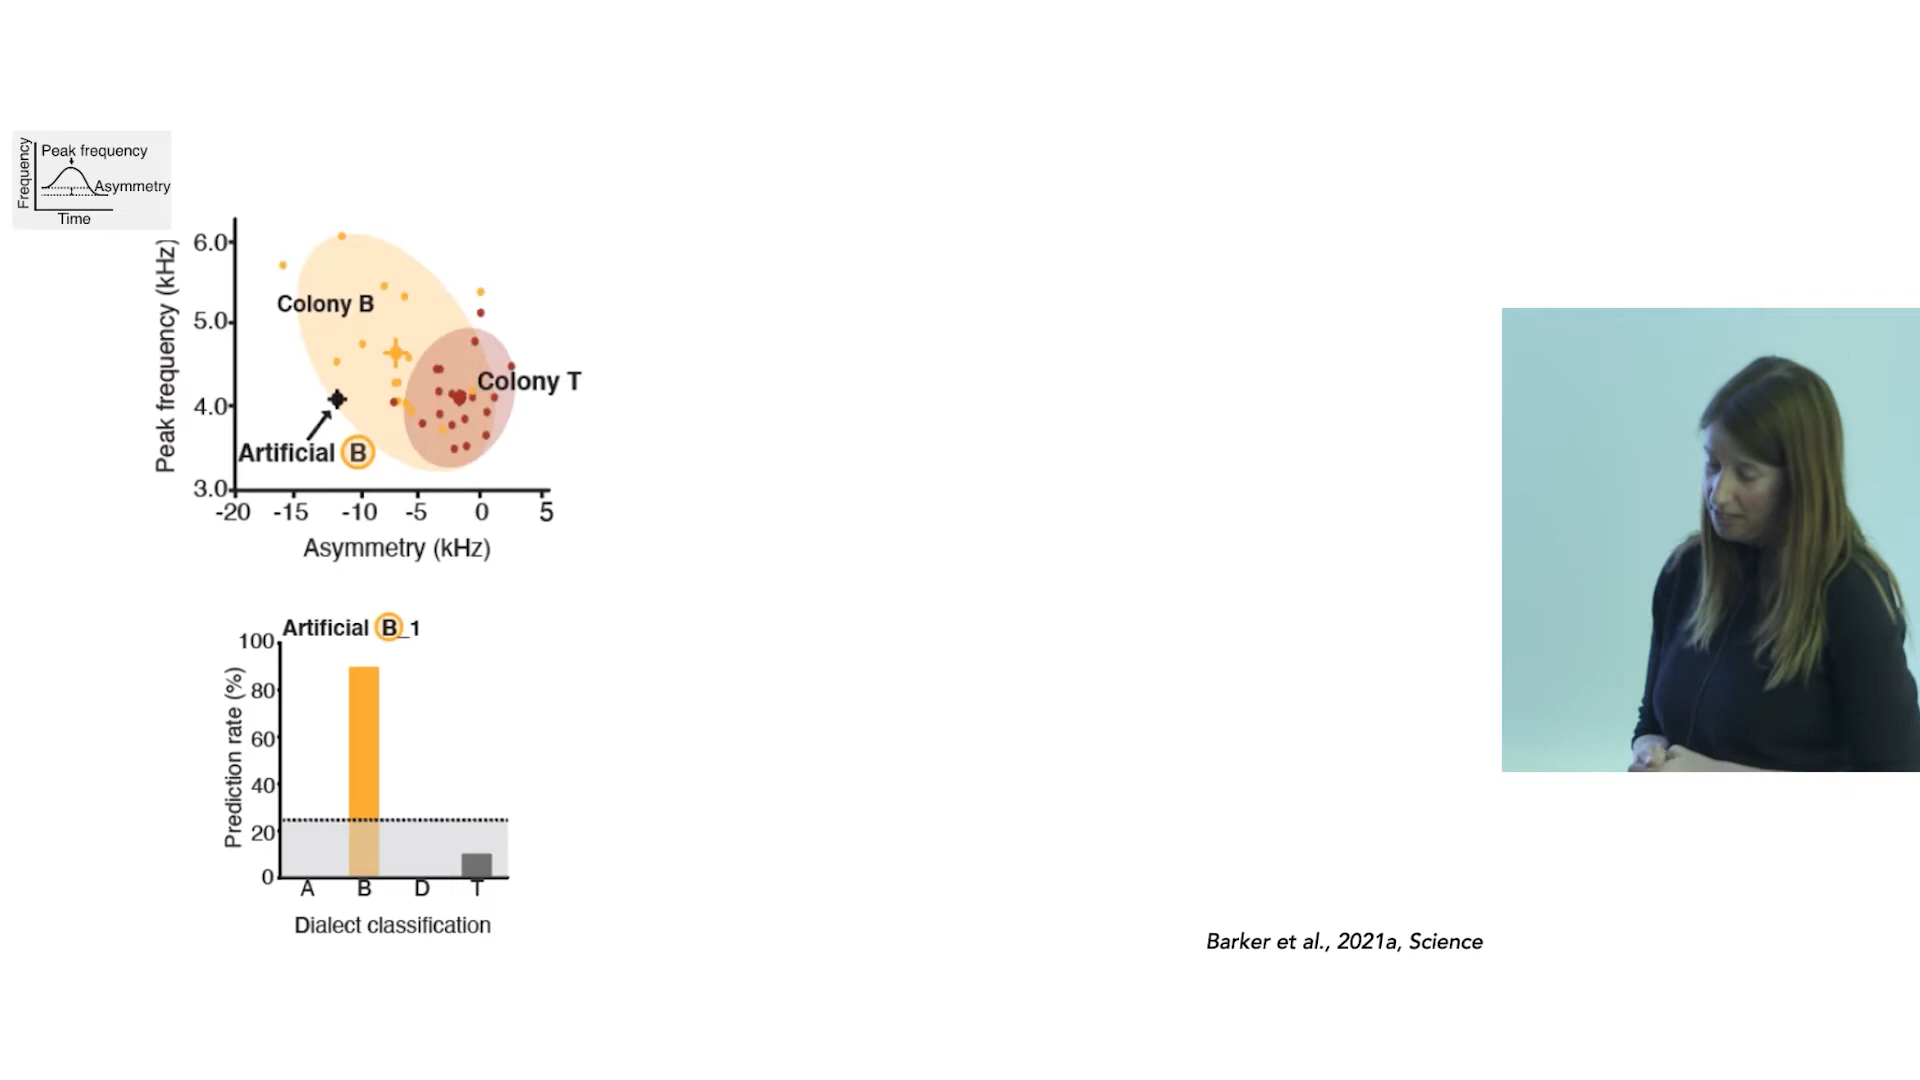 Frequency
Peak frequency
Asymmetry
Time
Peak frequency (kHz)
6.0
5.0
4.0
3.0
Colony B
Colony T
Artificial B
-20 -15 -10 -5 0 5
Asymmetry (kHz)
Artificial B_1
Prediction rate (%)
100
80
60
40
20
0
A B D T
Dialect classification
Barker et al., 2021a, Science